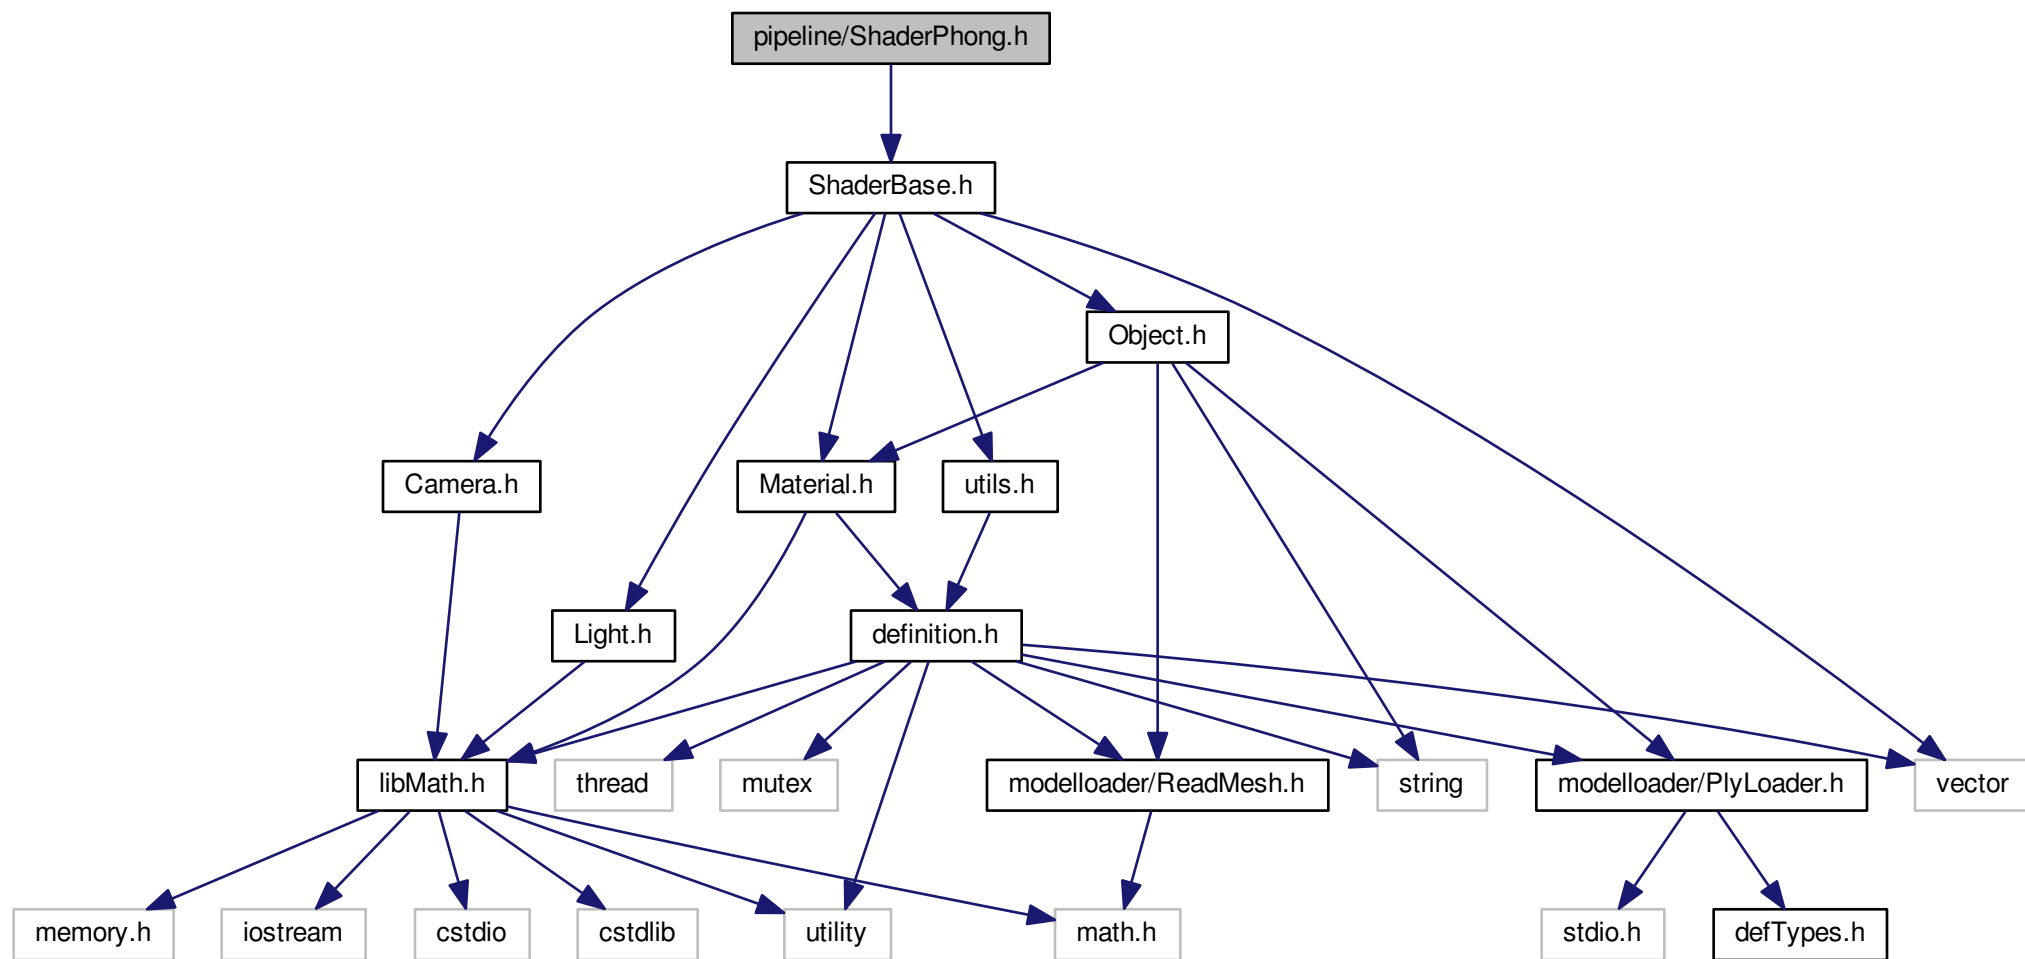 pipeline/ShaderPhong.h
ShaderBase.h
Object.h
Camera.h
Material.h
utils.h
Light.h
definition.h
libMath.h
thread
mutex
modelloader/ReadMesh.h
string
modelloader/PlyLoader.h
vector
memory.h
iostream
cstdio
cstdlib
utility
math.h
stdio.h
defTypes.h